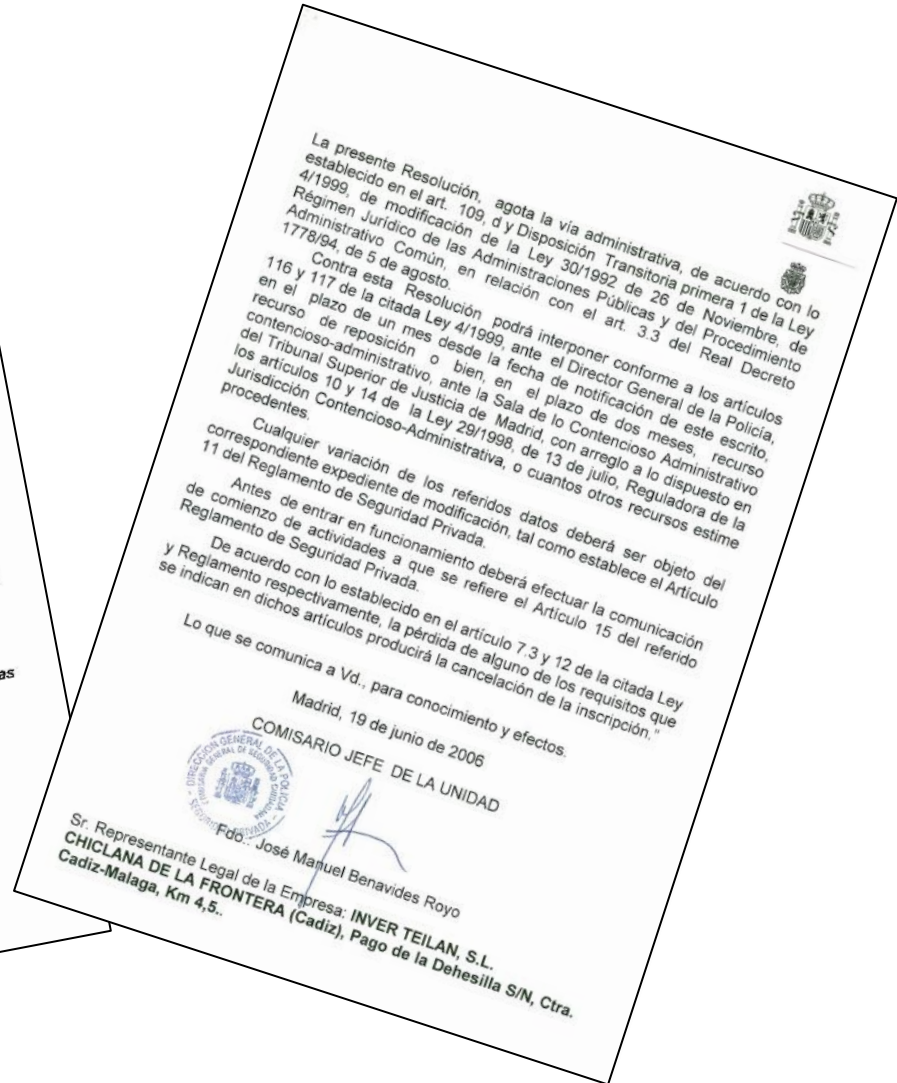 La presente Resolución, agota la vía administrativa, de acuerdo con lo
establecido en el art. 109, d y Disposición Transitoria primera 1 de la Ley
4/1999, de modificación de la Ley 30/1992 de 26 de Noviembre, de
Régimen Jurídico de las Administraciones Públicas y del Procedimiento
Administrativo Común, en relación con el art. 3.3 del Real Decreto
1778/94, de 5 de agosto.
Contra esta Resolución podrá interponer conforme a los artículos
116 y 117 de la citada Ley 4/1999, ante el Director General de la Policía,
en el plazo de un mes desde la fecha de notificación de este escrito,
recurso de reposición o bien, en el plazo de dos meses, recurso
contencioso-administrativo, ante la Sala de lo Contencioso Administrativo
del Tribunal Superior de Justicia de Madrid, con arreglo a lo dispuesto en
los artículos 10 y 14 de la Ley 29/1998, de 13 de julio, Reguladora de la
Jurisdicción Contencioso-Administrativa, o cuantos otros recursos estime
procedentes.
Cualquier variación de los referidos datos deberá ser objeto del
correspondiente expediente de modificación, tal como establece el Artículo
11 del Reglamento de Seguridad Privada.
Antes de entrar en funcionamiento deberá efectuar la comunicación
de comienzo de actividades a que se refiere el Artículo 15 del referido
Reglamento de Seguridad Privada.
De acuerdo con lo establecido en el artículo 7.3 y 12 de la citada Ley
y Reglamento respectivamente, la pérdida de alguno de los requisitos que
se indican en dichos artículos producirá la cancelación de la inscripción."
Lo que se comunica a Vd., para conocimiento y efectos.
Madrid, 19 de junio de 2006
COMISARIO JEFE DE LA UNIDAD
DIRECCION GENERAL DE LA POLICIA
COMISARIA GENERAL DE SEGURIDAD CIUDADANA
PRIVADA
Fdo.: José Manuel Benavides Royo
Sr. Representante Legal de la Empresa: INVER TEILAN, S.L.
CHICLANA DE LA FRONTERA (Cadiz), Pago de la Dehesilla S/N, Ctra.
Cadiz-Malaga, Km 4,5..
as